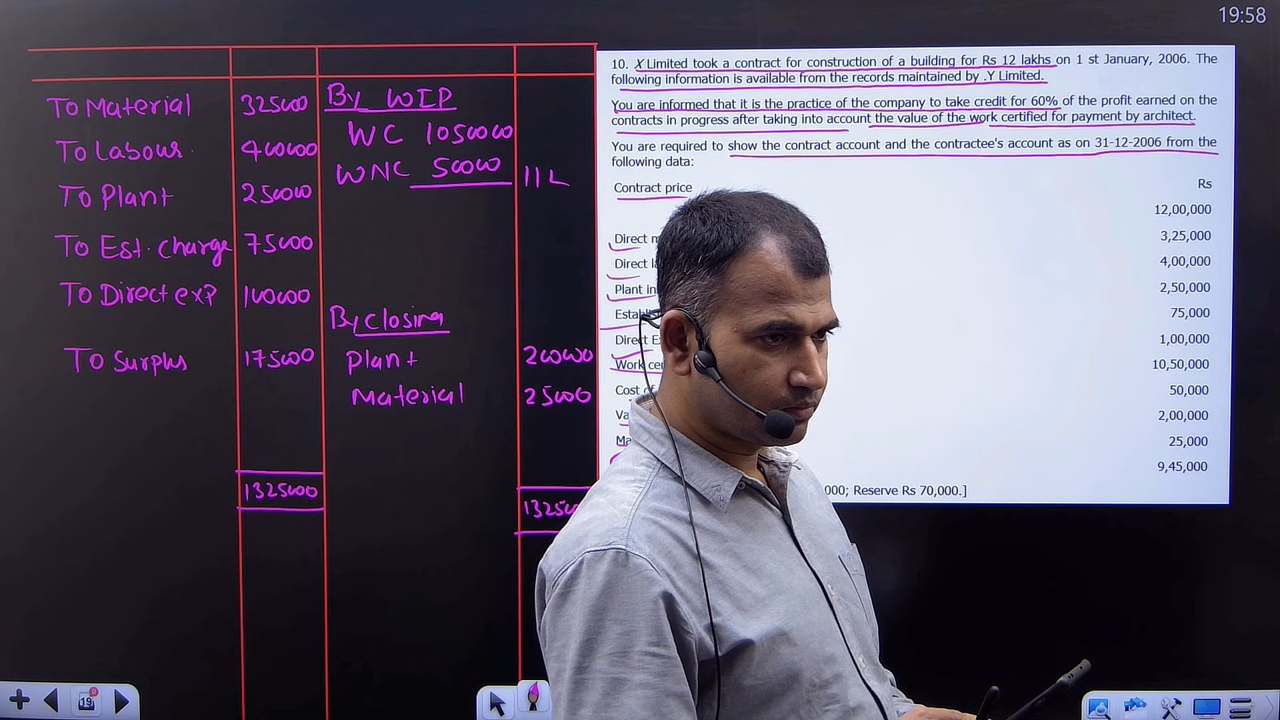 19:58
To Material 325000
To Labour 400000
To Plant 250000
To Est. charge 75000
To Direct exp 100000
To Surplus 175000
1325000
By WIP
WC 1050000
WNC 50000 11L
By Closing
Plant 200000
Material 25000
10. X Limited took a contract for construction of a building for Rs 12 lakhs on 1 st January, 2006. The
following information is available from the records maintained by .Y Limited.
You are informed that it is the practice of the company to take credit for 60% of the profit earned on the
contracts in progress after taking into account the value of the work certified for payment by architect.
You are required to show the contract account and the contractee's account as on 31-12-2006 from the
following data:
Contract price Rs
12,00,000
Direct 3,25,000
Direct 4,00,000
Plant 2,50,000
75,000
Direct 1,00,000
Work 10,50,000
Cost 50,000
2,00,000
25,000
9,45,000
000; Reserve Rs 70,000.]
19